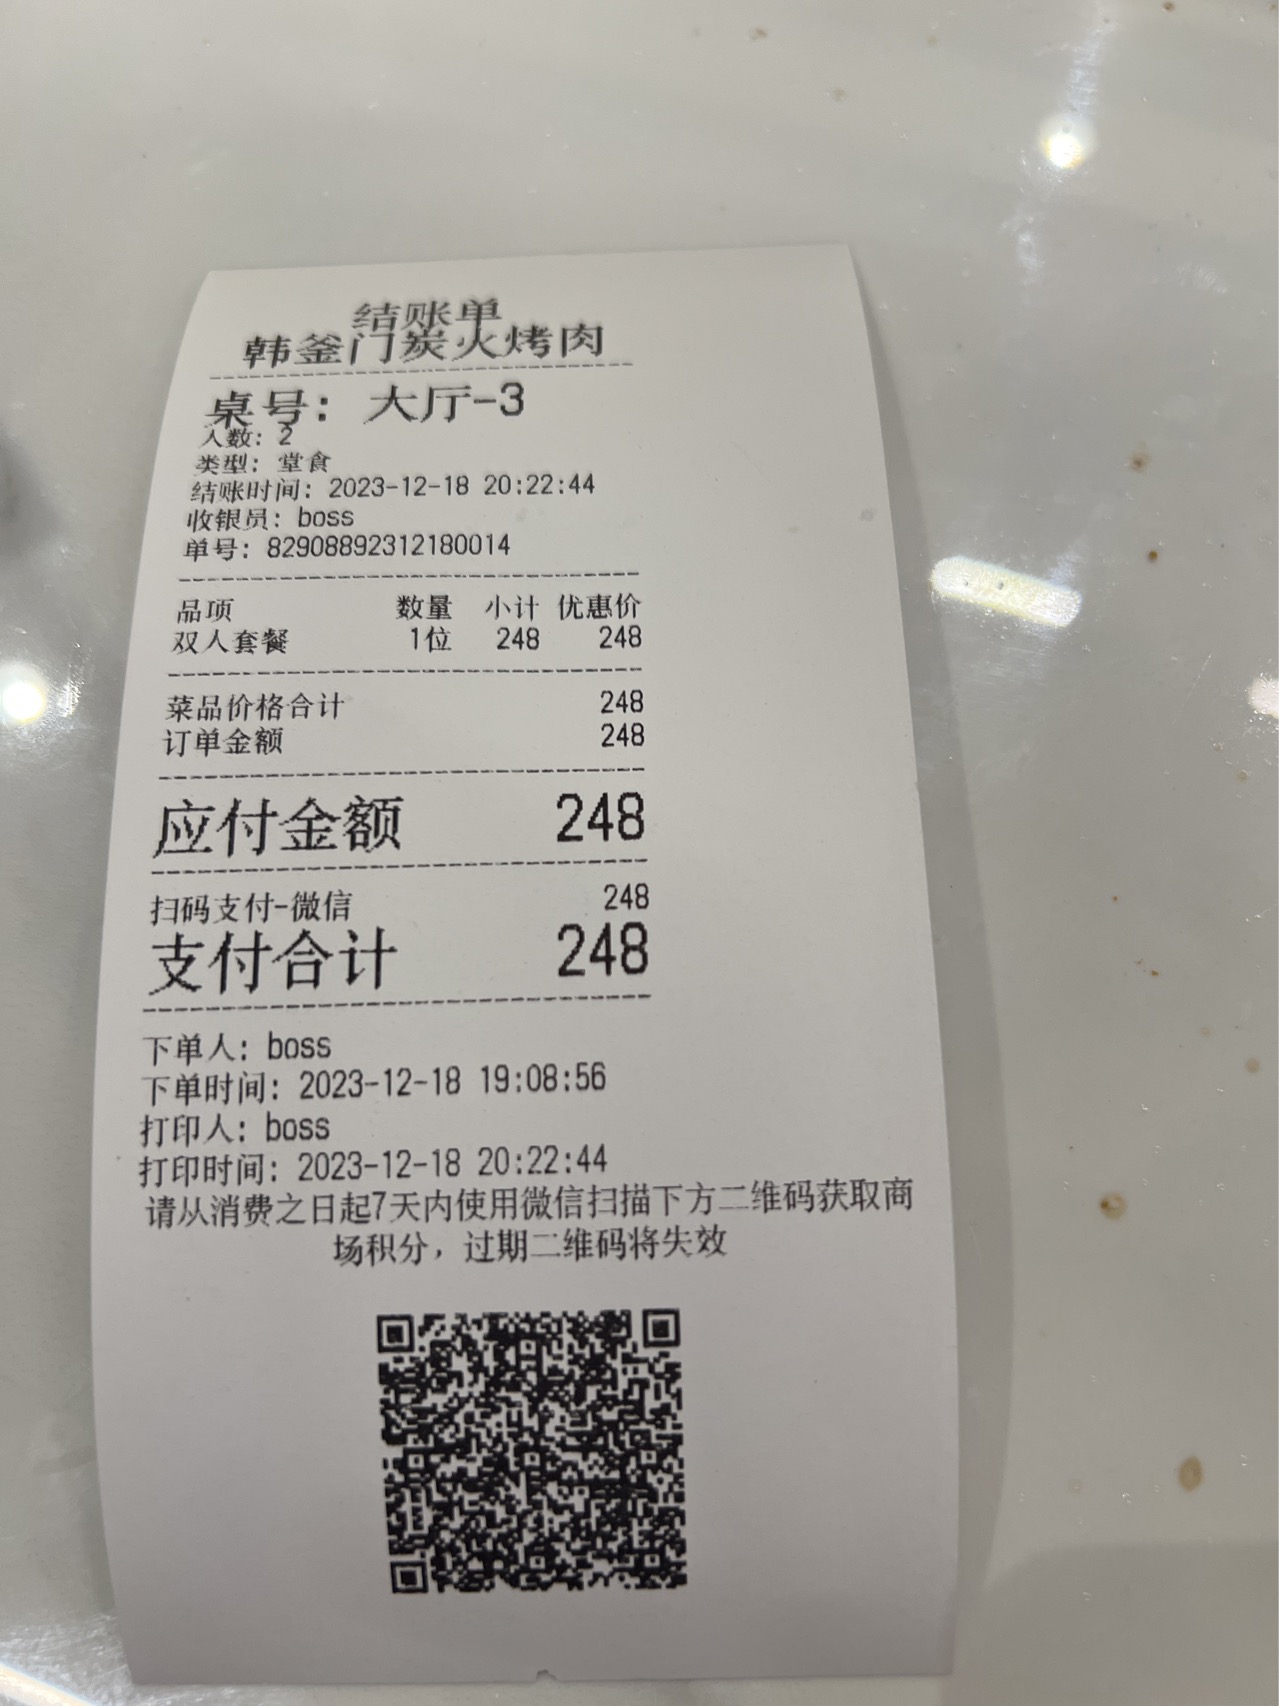 结账单
韩釜门炭火烤肉
桌号: 大厅-3
人数: 2
类型: 堂食
结账时间: 2023-12-18 20:22:44
收银员: boss
单号: 82908892312180014
品项 数量 小计 优惠价
双人套餐 1位 248 248
菜品价格合计 248
订单金额 248
应付金额 248
扫码支付-微信 248
支付合计 248
下单人: boss
下单时间: 2023-12-18 19:08:56
打印人: boss
打印时间: 2023-12-18 20:22:44
请从消费之日起7天内使用微信扫描下方二维码获取商
场积分，过期二维码将失效